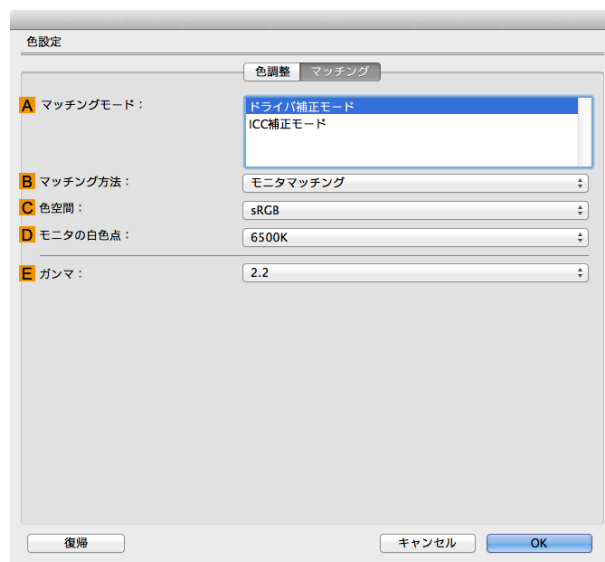 色設定
色調整 マッチング
A マッチングモード： ドライバ補正モード
ICC補正モード
B マッチング方法： モニタマッチング
C 色空間： sRGB
D モニタの白色点： 6500K
E ガンマ： 2.2
復帰 キャンセル OK